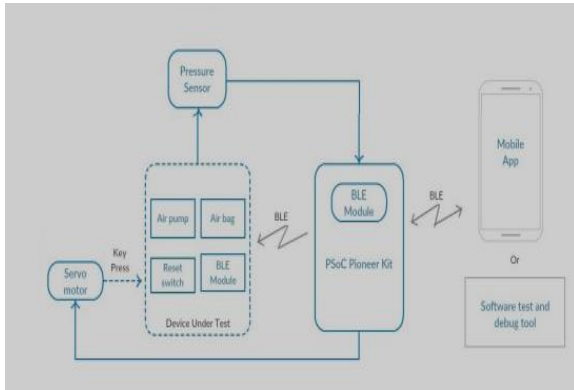 Pressure
Sensor
Mobile
App
Air pump
Air bag
BLE
BLE
Module
BLE
PSoC Pioneer Kit
Key
Press
Servo
motor
Reset
switch
BLE
Module
Device Under Test
Or
Software test and
debug tool